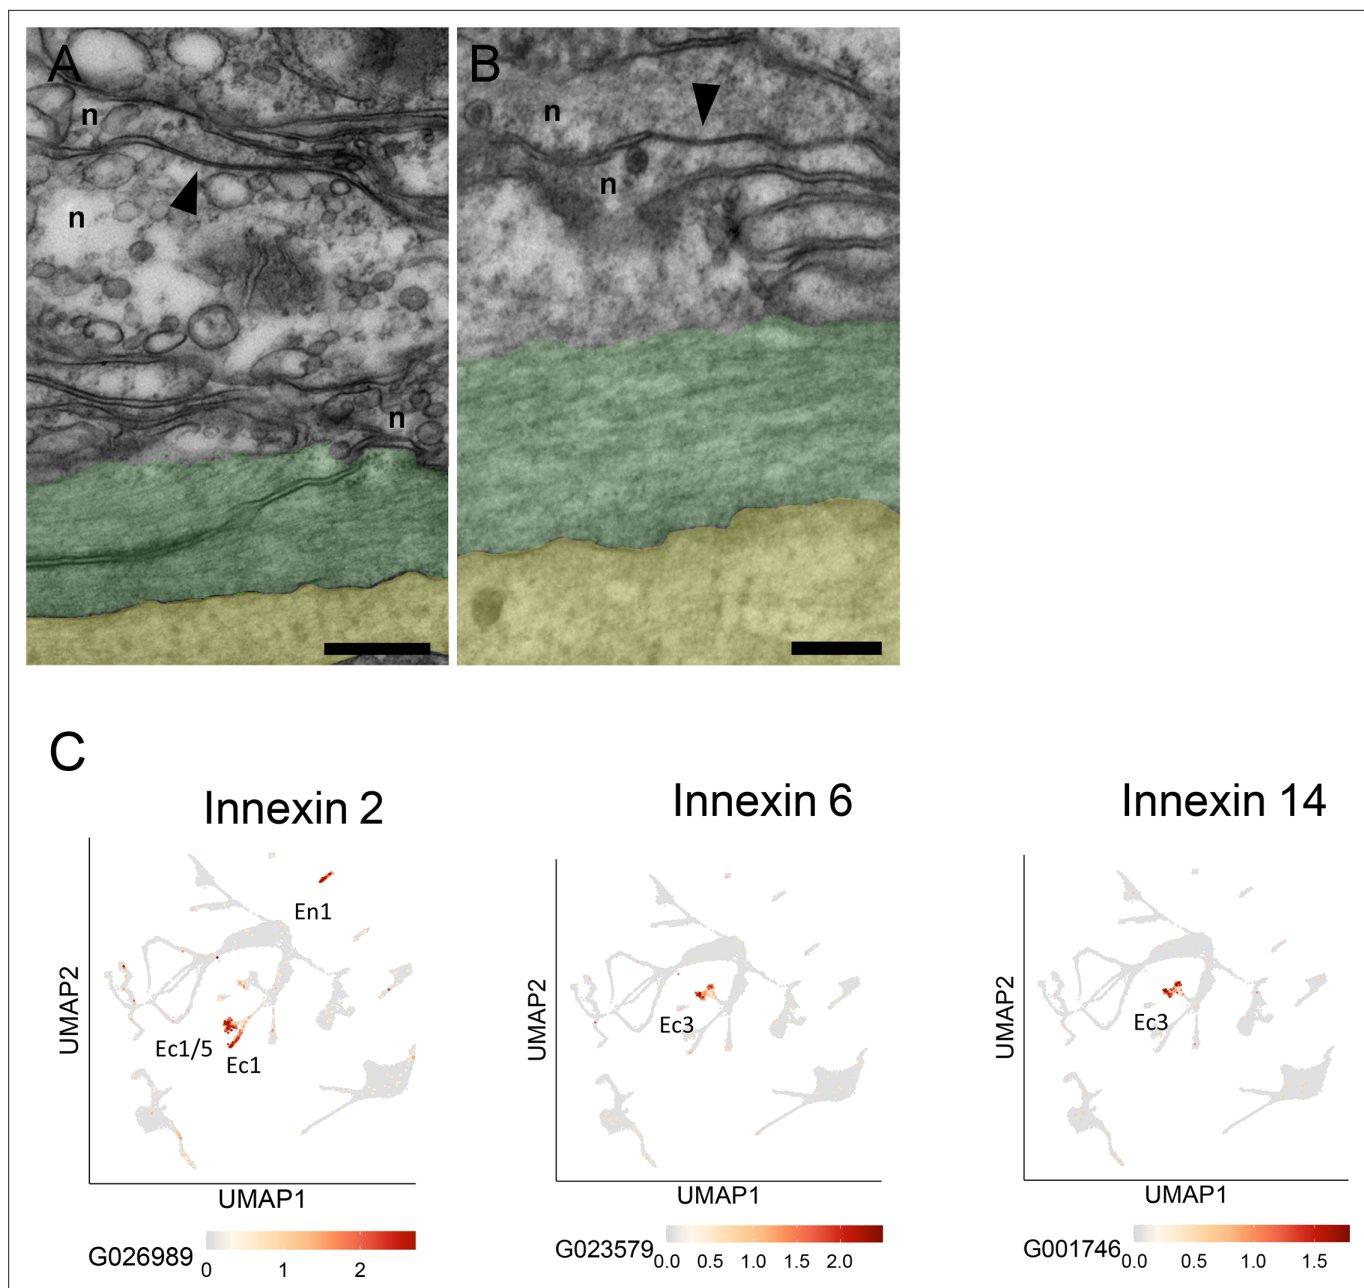 A
B
n
n
n
n
n
C
Innexin 2
Innexin 6
Innexin 14
En1
Ec1/5
Ec1
Ec3
Ec3
UMAP2
UMAP2
UMAP2
UMAP1
UMAP1
UMAP1
G026989
0 1 2
G023579
0.0 0.5 1.0 1.5 2.0
G001746
0.0 0.5 1.0 1.5